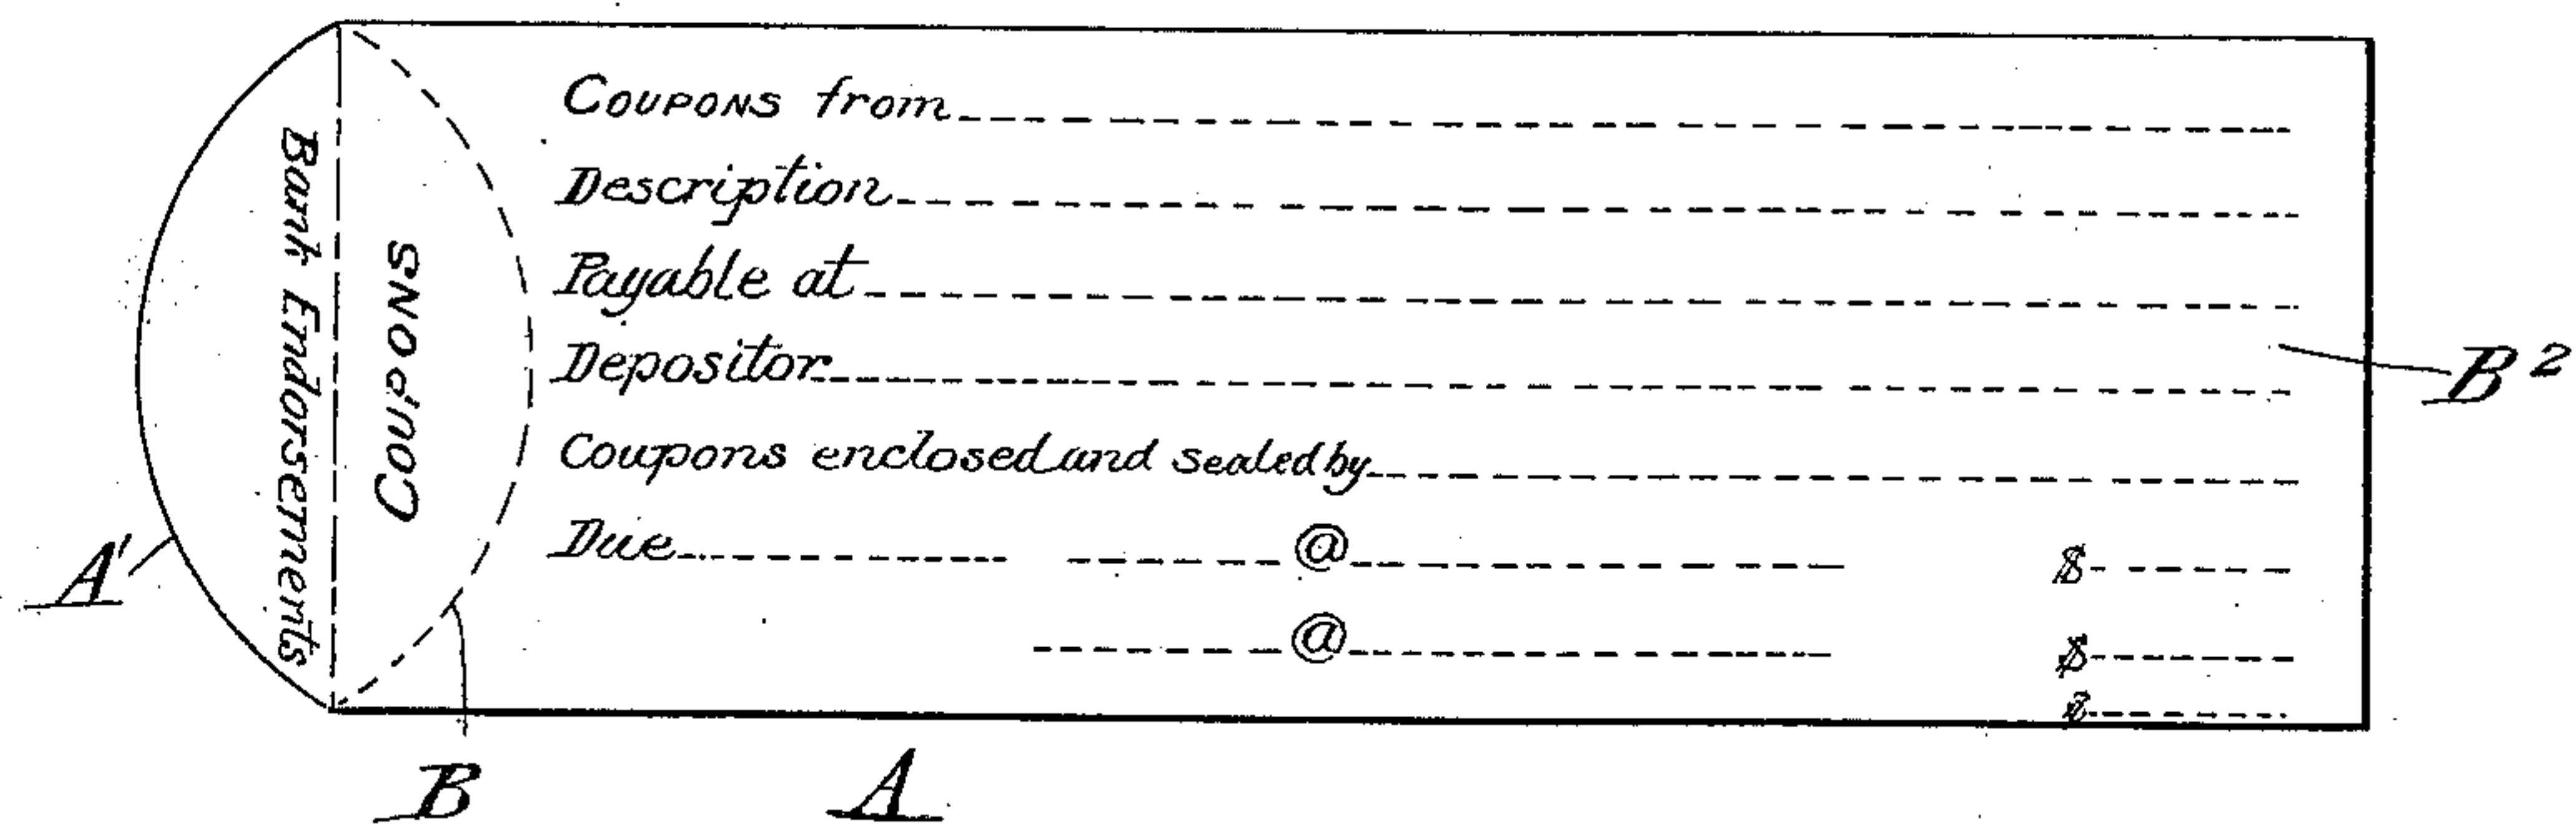 Bank Endorsements
COUPONS
COUPONS from
Description
Payable at
Depositor
Coupons enclosed and sealed by
Due @ $
@ $
$
A'
B
A
B²